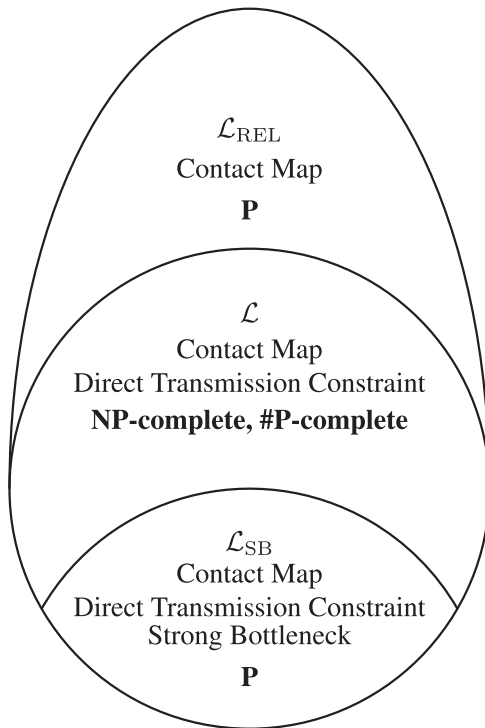 ℒ_REL
Contact Map
P
ℒ
Contact Map
Direct Transmission Constraint
NP-complete, #P-complete
ℒ_SB
Contact Map
Direct Transmission Constraint
Strong Bottleneck
P